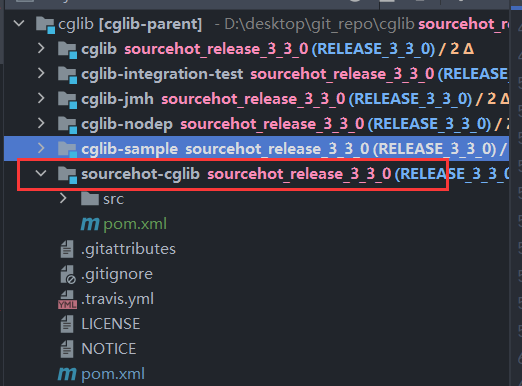 cglib [cglib-parent] - D:\desktop\git_repo\cglib sourcehot_re
cglib sourcehot_release_3_3_0 (RELEASE_3_3_0) / 2 Δ
cglib-integration-test sourcehot_release_3_3_0 (RELEASE_
cglib-jmh sourcehot_release_3_3_0 (RELEASE_3_3_0) / 2 Δ
cglib-nodep sourcehot_release_3_3_0 (RELEASE_3_3_0) / 2
cglib-sample sourcehot_release_3_3_0 (RELEASE_3_3_0) /
sourcehot-cglib sourcehot_release_3_3_0 (RELEASE_3_3_0
src
pom.xml
.gitattributes
.gitignore
.travis.yml
LICENSE
NOTICE
pom.xml